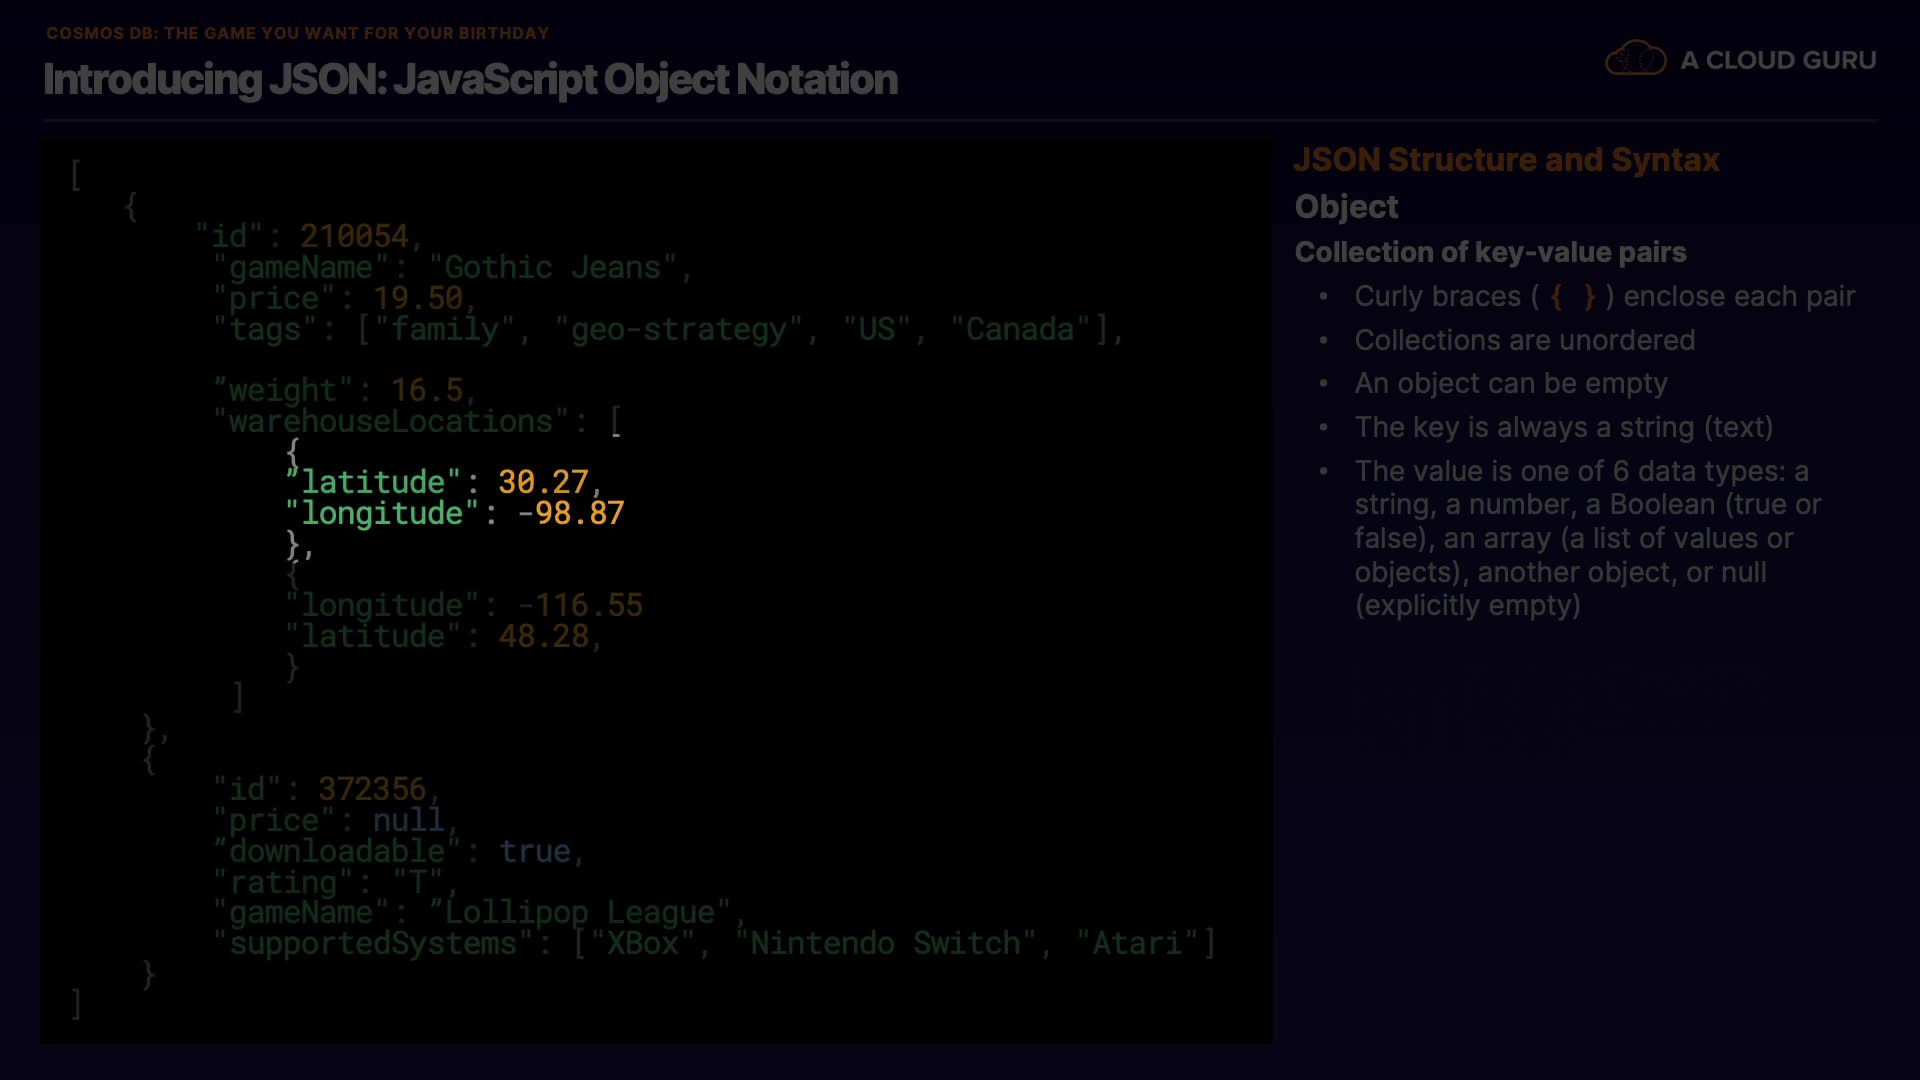 COSMOS DB: THE GAME YOU WANT FOR YOUR BIRTHDAY
Introducing JSON: JavaScript Object Notation
A CLOUD GURU
[
{
"id": 210054,
"gameName": "Gothic Jeans",
"price": 19.50,
"tags": ["family", "geo-strategy", "US", "Canada"],
”weight": 16.5,
"warehouseLocations": [
{
”latitude": 30.27,
"longitude": -98.87
},
{
"longitude": -116.55
"latitude": 48.28,
}
]
},
{
"id": 372356,
"price": null,
”downloadable": true,
"rating": "T",
"gameName": ”Lollipop League",
"supportedSystems": ["XBox", "Nintendo Switch", "Atari"]
}
]
JSON Structure and Syntax
Object
Collection of key-value pairs
• Curly braces ( { } ) enclose each pair
• Collections are unordered
• An object can be empty
• The key is always a string (text)
• The value is one of 6 data types: a
string, a number, a Boolean (true or
false), an array (a list of values or
objects), another object, or null
(explicitly empty)